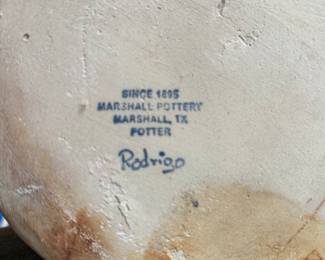 SINCE 1895
MARSHALL POTTERY
MARSHALL, TX
POTTER
Rodrigo